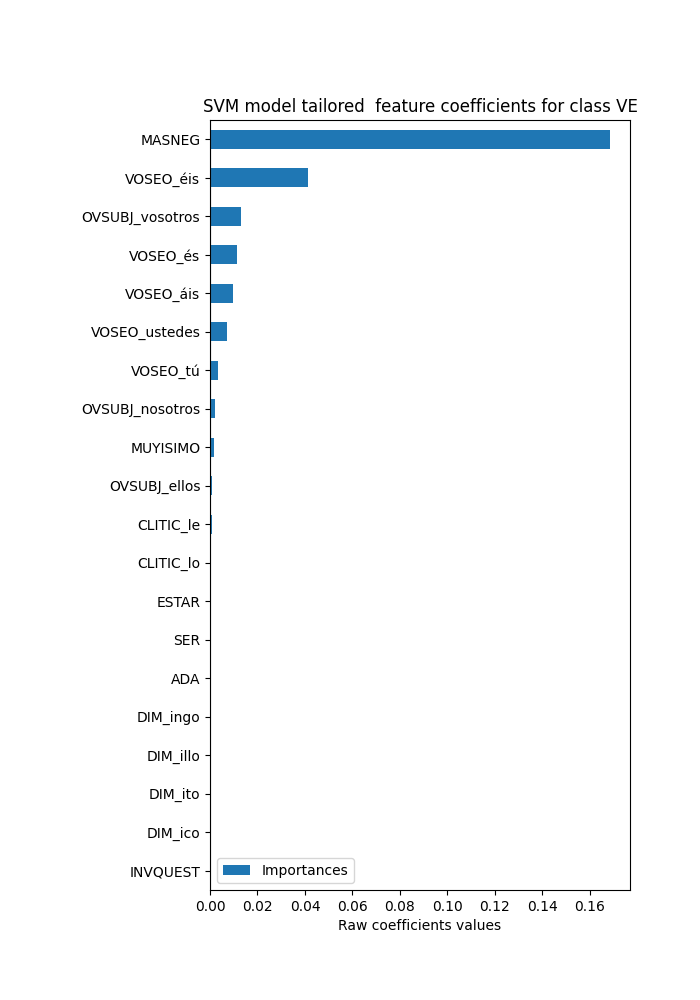 SVM model tailored  feature coefficients for class VE
MASNEG
VOSEO_éis
OVSUBJ_vosotros
VOSEO_és
VOSEO_áis
VOSEO_ustedes
VOSEO_tú
OVSUBJ_nosotros
MUYISIMO
OVSUBJ_ellos
CLITIC_le
CLITIC_lo
ESTAR
SER
ADA
DIM_ingo
DIM_illo
DIM_ito
DIM_ico
INVQUEST
Importances
0.00 0.02 0.04 0.06 0.08 0.10 0.12 0.14 0.16
Raw coefficients values